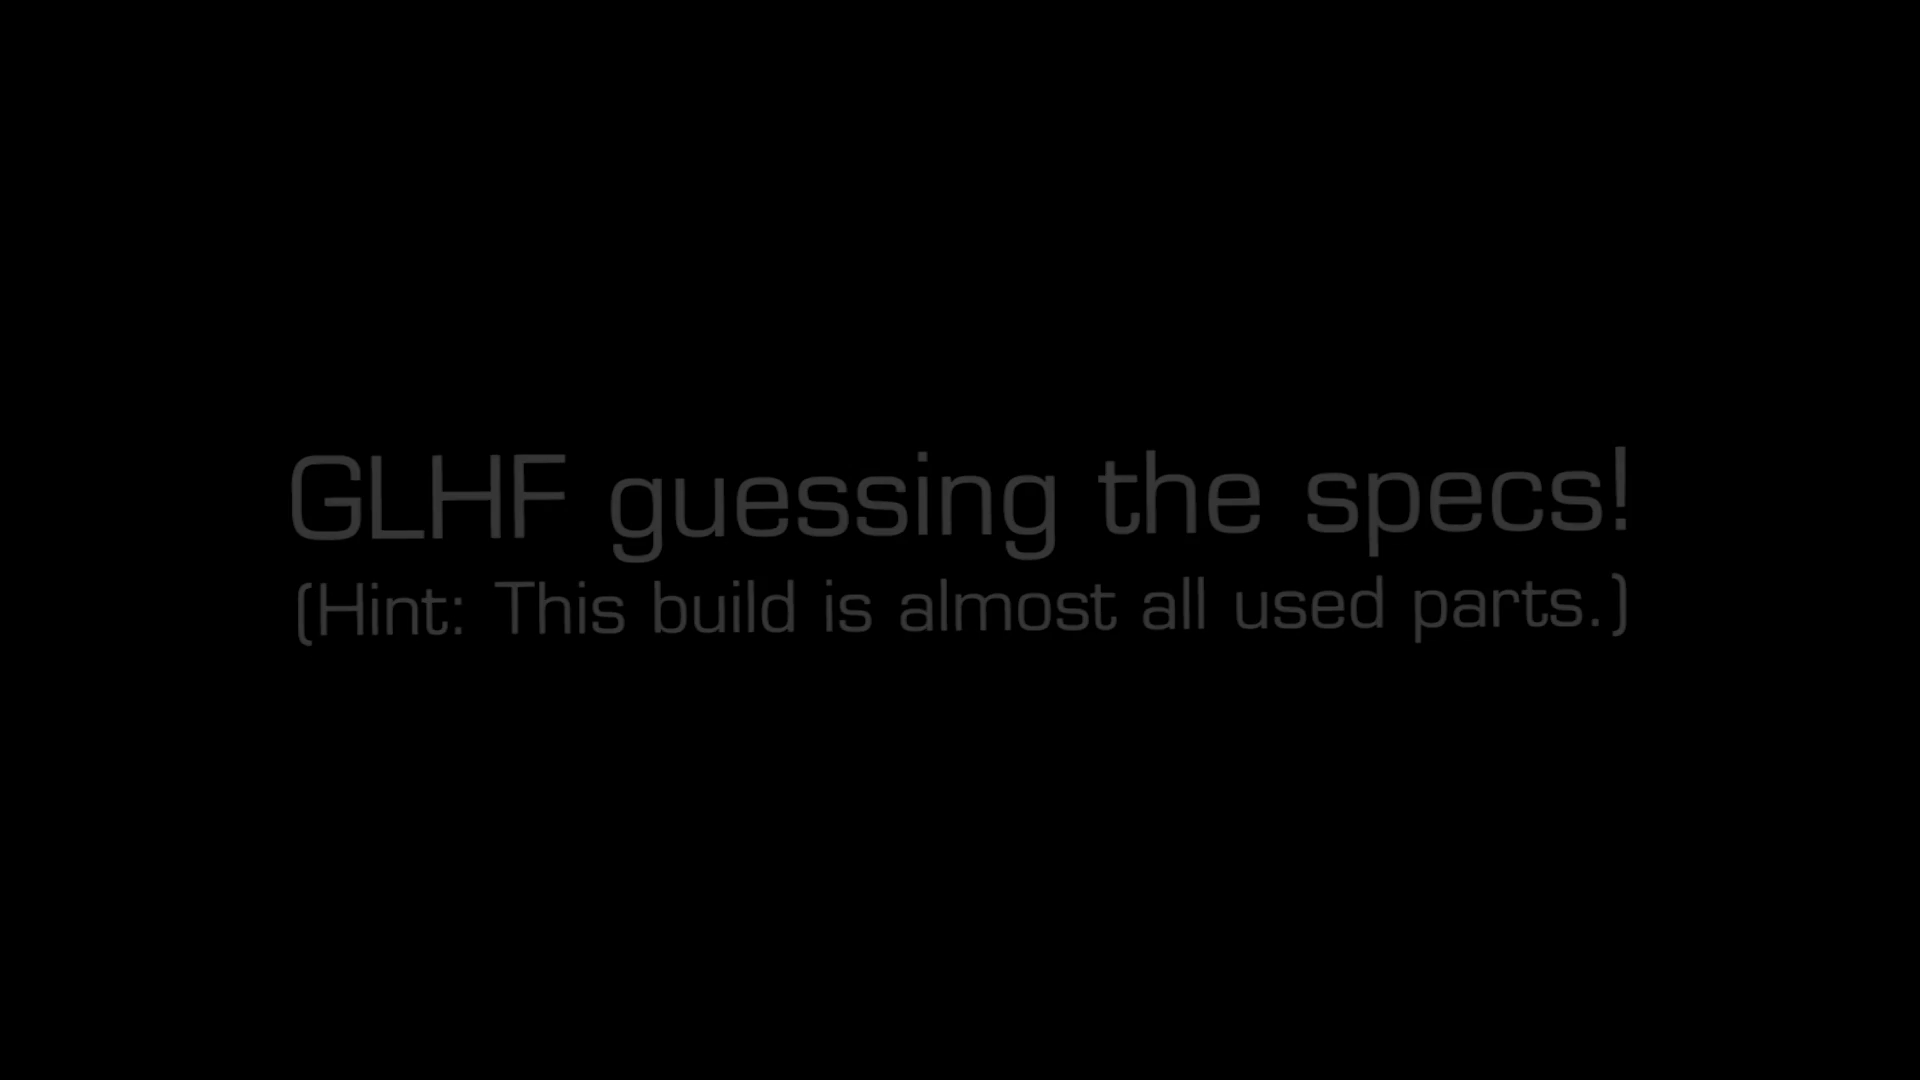 GLHF guessing the specs!
(Hint: This build is almost all used parts.)